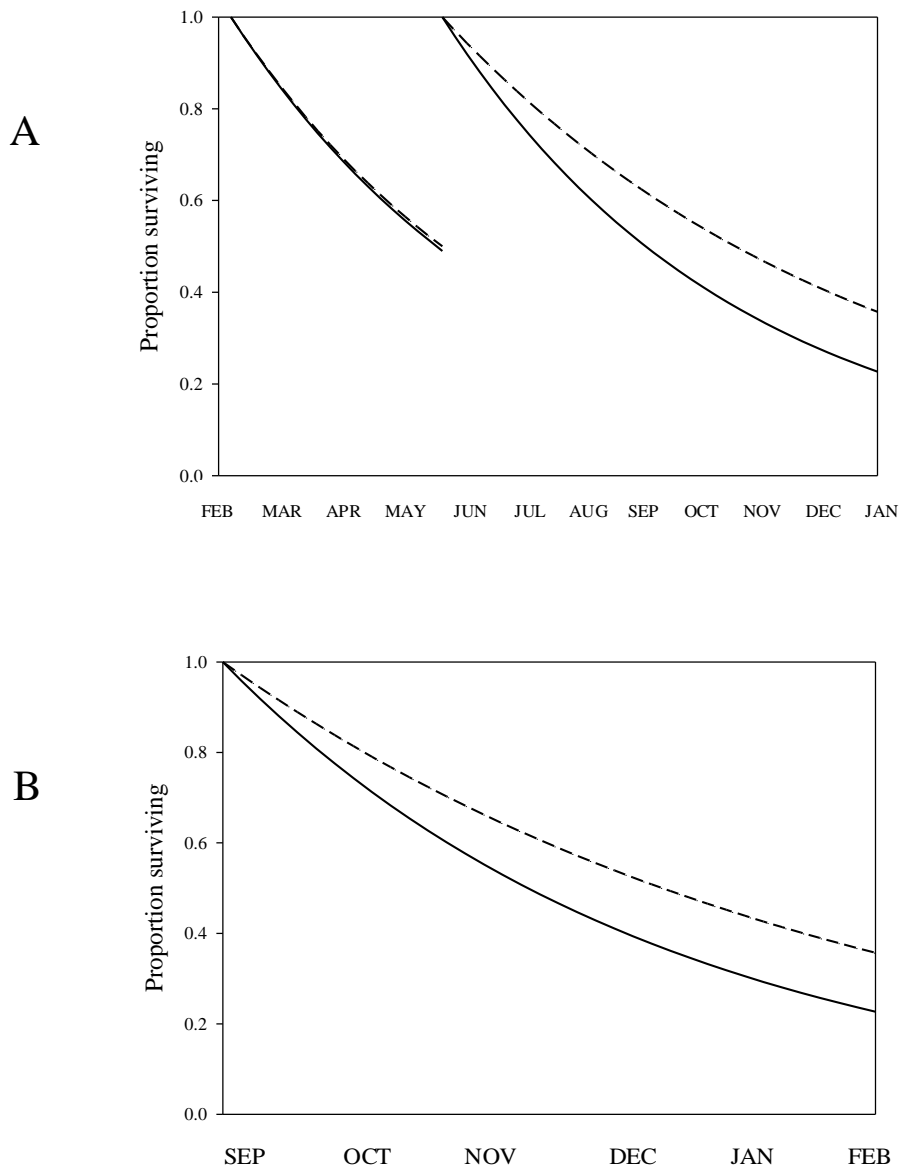 A
Proportion surviving
1.0
0.8
0.6
0.4
0.2
0.0
FEB MAR APR MAY JUN JUL AUG SEP OCT NOV DEC JAN
B
Proportion surviving
1.0
0.8
0.6
0.4
0.2
0.0
SEP OCT NOV DEC JAN FEB